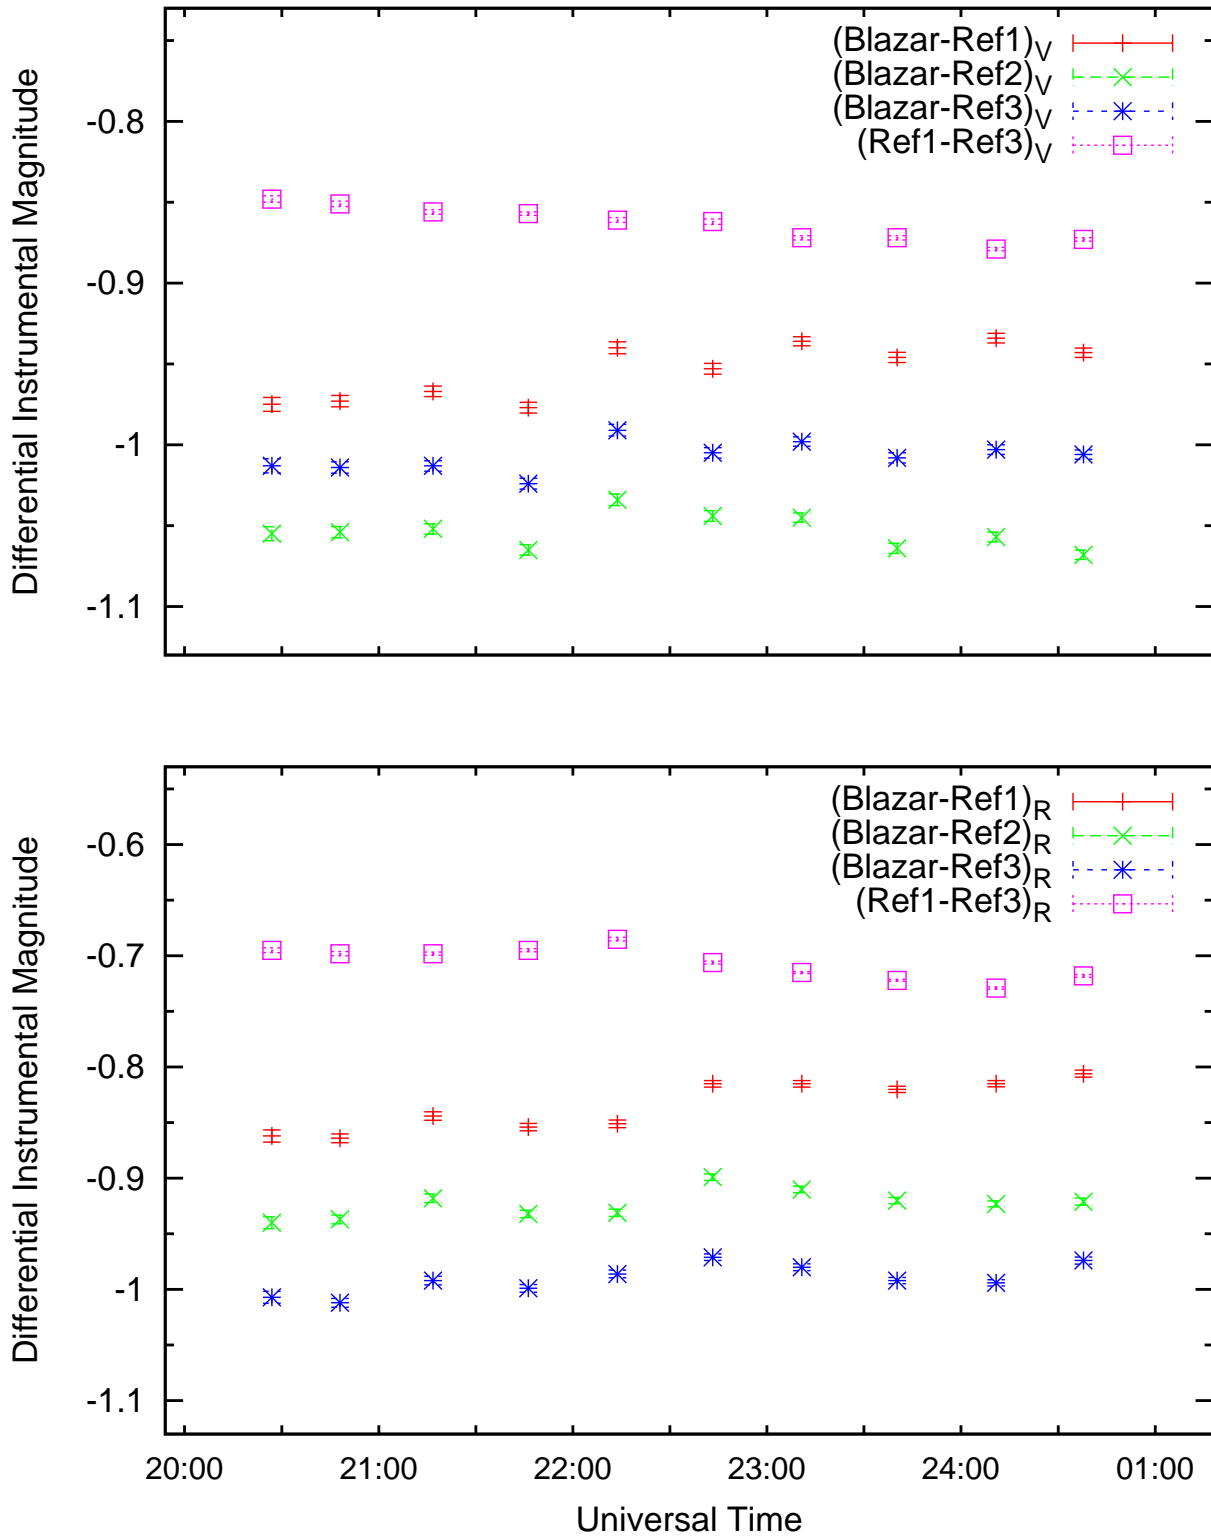 Differential Instrumental Magnitude
-0.8
-0.9
-1
-1.1
(Blazar-Ref1)V
(Blazar-Ref2)V
(Blazar-Ref3)V
(Ref1-Ref3)V
Differential Instrumental Magnitude
-0.6
-0.7
-0.8
-0.9
-1
-1.1
(Blazar-Ref1)R
(Blazar-Ref2)R
(Blazar-Ref3)R
(Ref1-Ref3)R
20:00 21:00 22:00 23:00 24:00 01:00
Universal Time